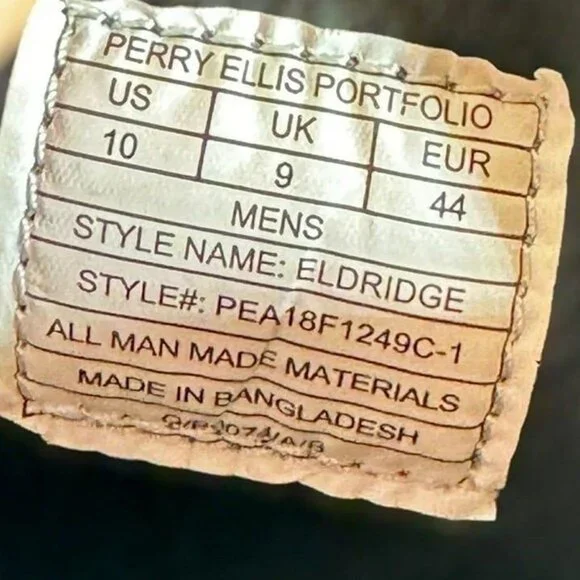 PERRY ELLIS PORTFOLIO
US UK EUR
10 9 44
MENS
STYLE NAME: ELDRIDGE
STYLE#: PEA18F1249C-1
ALL MAN MADE MATERIALS
MADE IN BANGLADESH